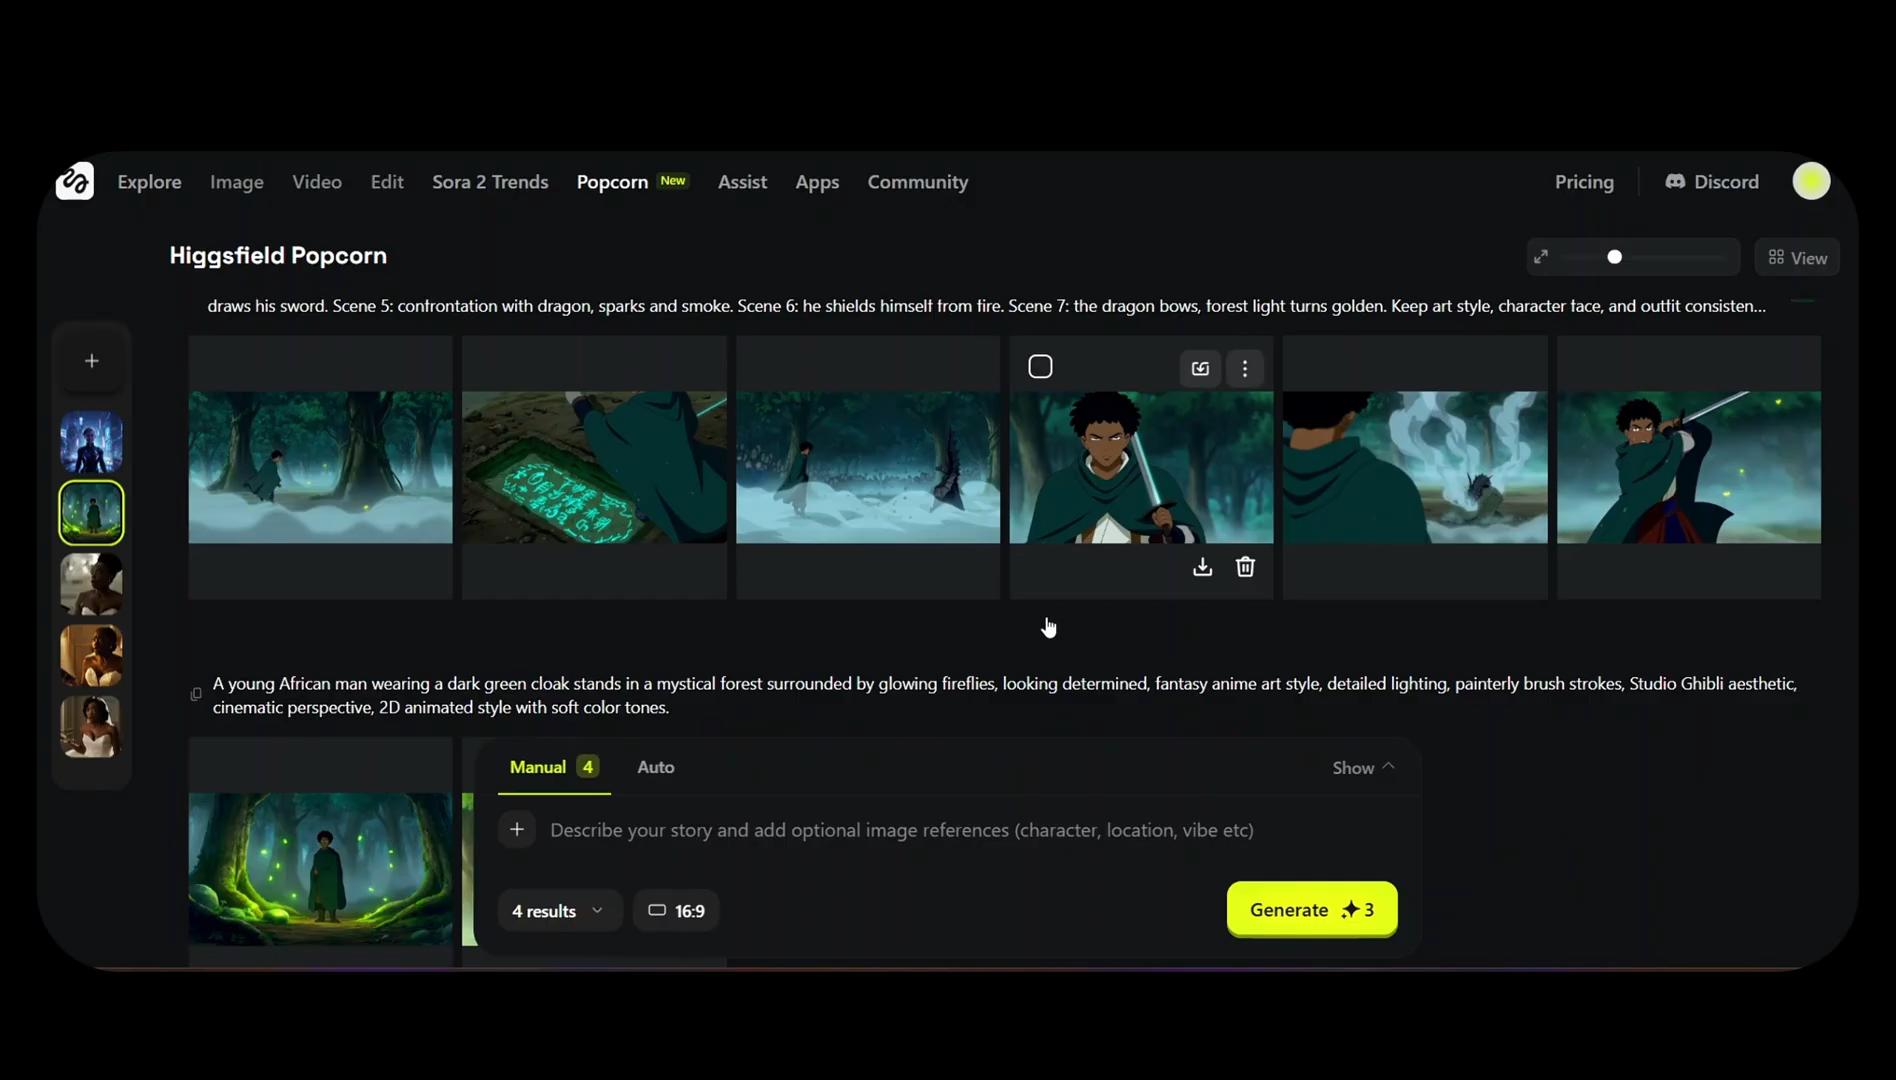 Explore Image Video Edit Sora 2 Trends Popcorn New Assist Apps Community Pricing Discord
Higgsfield Popcorn
View
draws his sword. Scene 5: confrontation with dragon, sparks and smoke. Scene 6: he shields himself from fire. Scene 7: the dragon bows, forest light turns golden. Keep art style, character face, and outfit consisten...
A young African man wearing a dark green cloak stands in a mystical forest surrounded by glowing fireflies, looking determined, fantasy anime art style, detailed lighting, painterly brush strokes, Studio Ghibli aesthetic,
cinematic perspective, 2D animated style with soft color tones.
Manual 4 Auto Show
Describe your story and add optional image references (character, location, vibe etc)
4 results 16:9 Generate 3